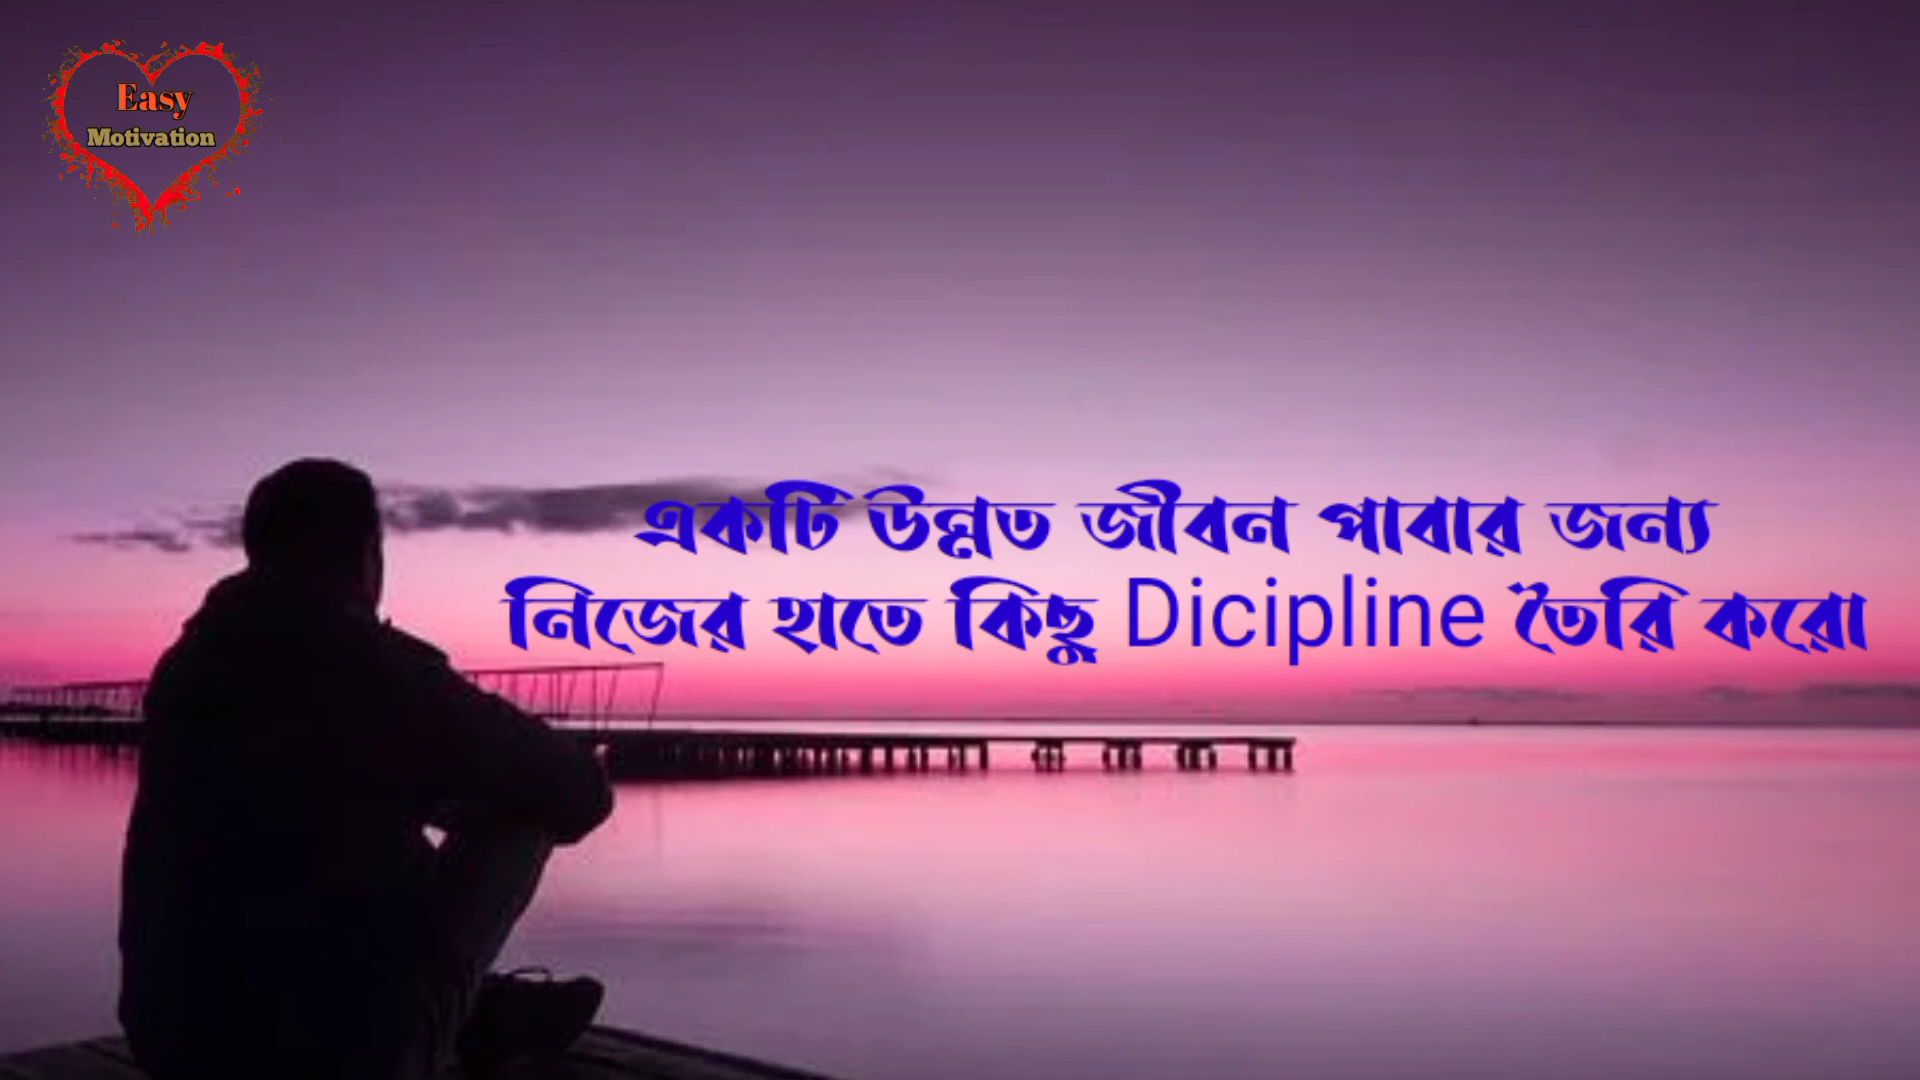 Easy
Motivation
একটি উন্নত জীবন পাবার জন্য
নিজের হাতে কিছু Dicipline তৈরি করো